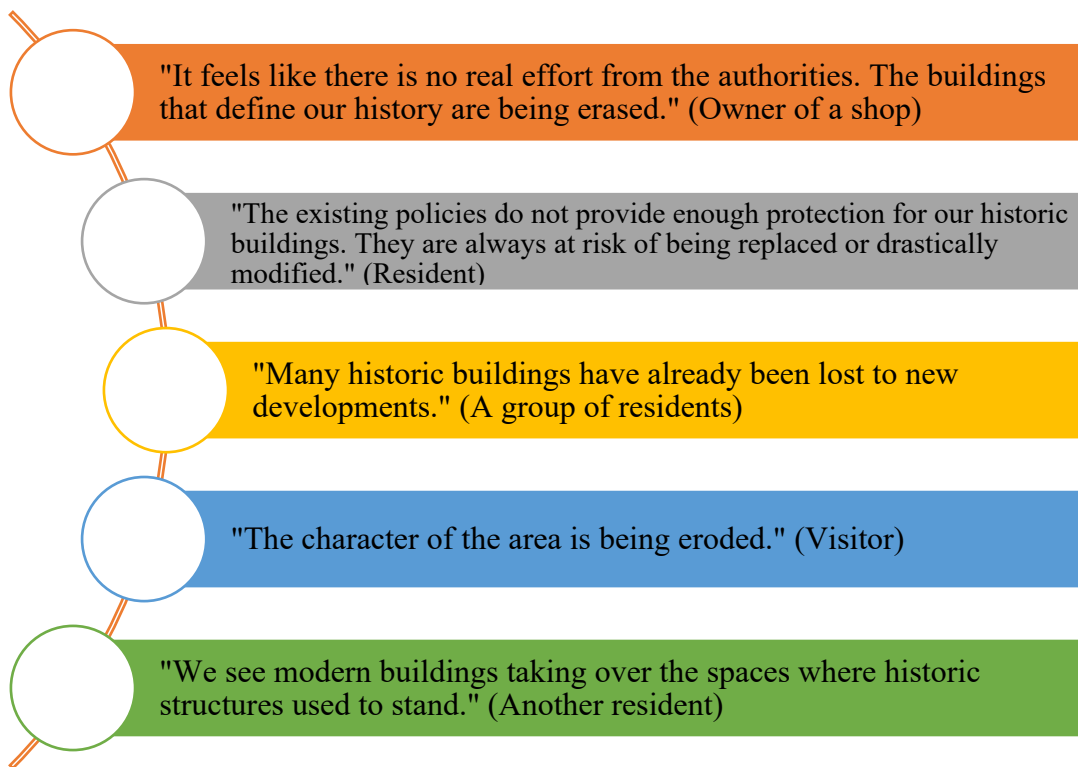 "It feels like there is no real effort from the authorities. The buildings
that define our history are being erased." (Owner of a shop)
"The existing policies do not provide enough protection for our historic
buildings. They are always at risk of being replaced or drastically
modified." (Resident)
"Many historic buildings have already been lost to new
developments." (A group of residents)
"The character of the area is being eroded." (Visitor)
"We see modern buildings taking over the spaces where historic
structures used to stand." (Another resident)